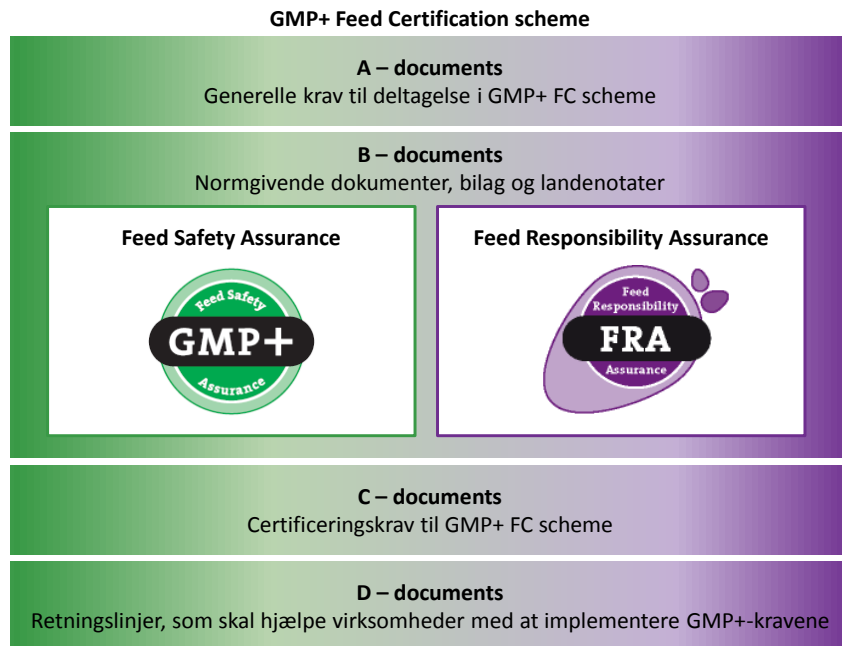 GMP+ Feed Certification scheme
A – documents
Generelle krav til deltagelse i GMP+ FC scheme
B – documents
Normgivende dokumenter, bilag og landenotater
Feed Safety Assurance
Feed Safety
GMP+
Assurance
Feed Responsibility Assurance
Feed
Responsibility
FRA
Assurance
C – documents
Certificeringskrav til GMP+ FC scheme
D – documents
Retningslinjer, som skal hjælpe virksomheder med at implementere GMP+-kravene